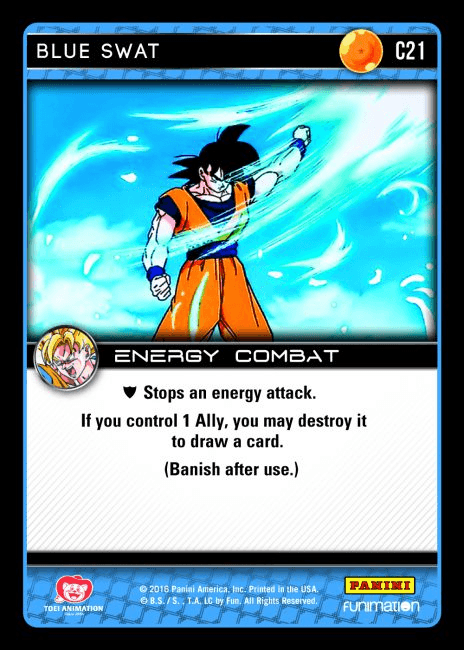 BLUE SWAT
C21
ENERGY COMBAT
Stops an energy attack.
If you control 1 Ally, you may destroy it
to draw a card.
(Banish after use.)
TOEI ANIMATION
© 2016 Panini America, Inc. Printed in the USA.
© B.S. / S. , T.A. LC by Fun. All Rights Reserved.
PANINI
FUNIMATION